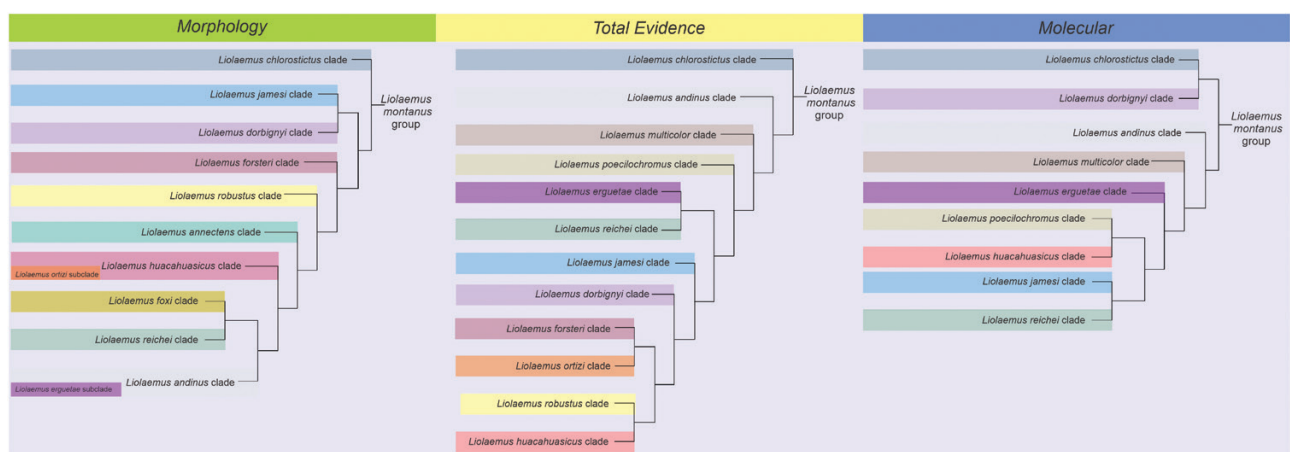 Morphology
Liolaemus chlorostictus clade
Liolaemus jamesi clade
Liolaemus montanus group
Liolaemus dorbignyi clade
Liolaemus forsteri clade
Liolaemus robustus clade
Liolaemus annectens clade
Liolaemus huacahuasicus clade
Liolaemus ortizi subclade
Liolaemus foxi clade
Liolaemus reichei clade
Liolaemus andinus clade
Liolaemus erguetae subclade
Total Evidence
Liolaemus chlorostictus clade
Liolaemus andinus clade
Liolaemus
montanus
group
Liolaemus multicolor clade
Liolaemus poecilochromus clade
Liolaemus erguetae clade
Liolaemus reichei clade
Liolaemus jamesi clade
Liolaemus dorbignyi clade
Liolaemus forsteri clade
Liolaemus ortizi clade
Liolaemus robustus clade
Liolaemus huacahuasicus clade
Molecular
Liolaemus chlorostictus clade
Liolaemus dorbignyi clade
Liolaemus
montanus
group
Liolaemus andinus clade
Liolaemus multicolor clade
Liolaemus erguetae clade
Liolaemus poecilochromus clade
Liolaemus huacahuasicus clade
Liolaemus jamesi clade
Liolaemus reichei clade